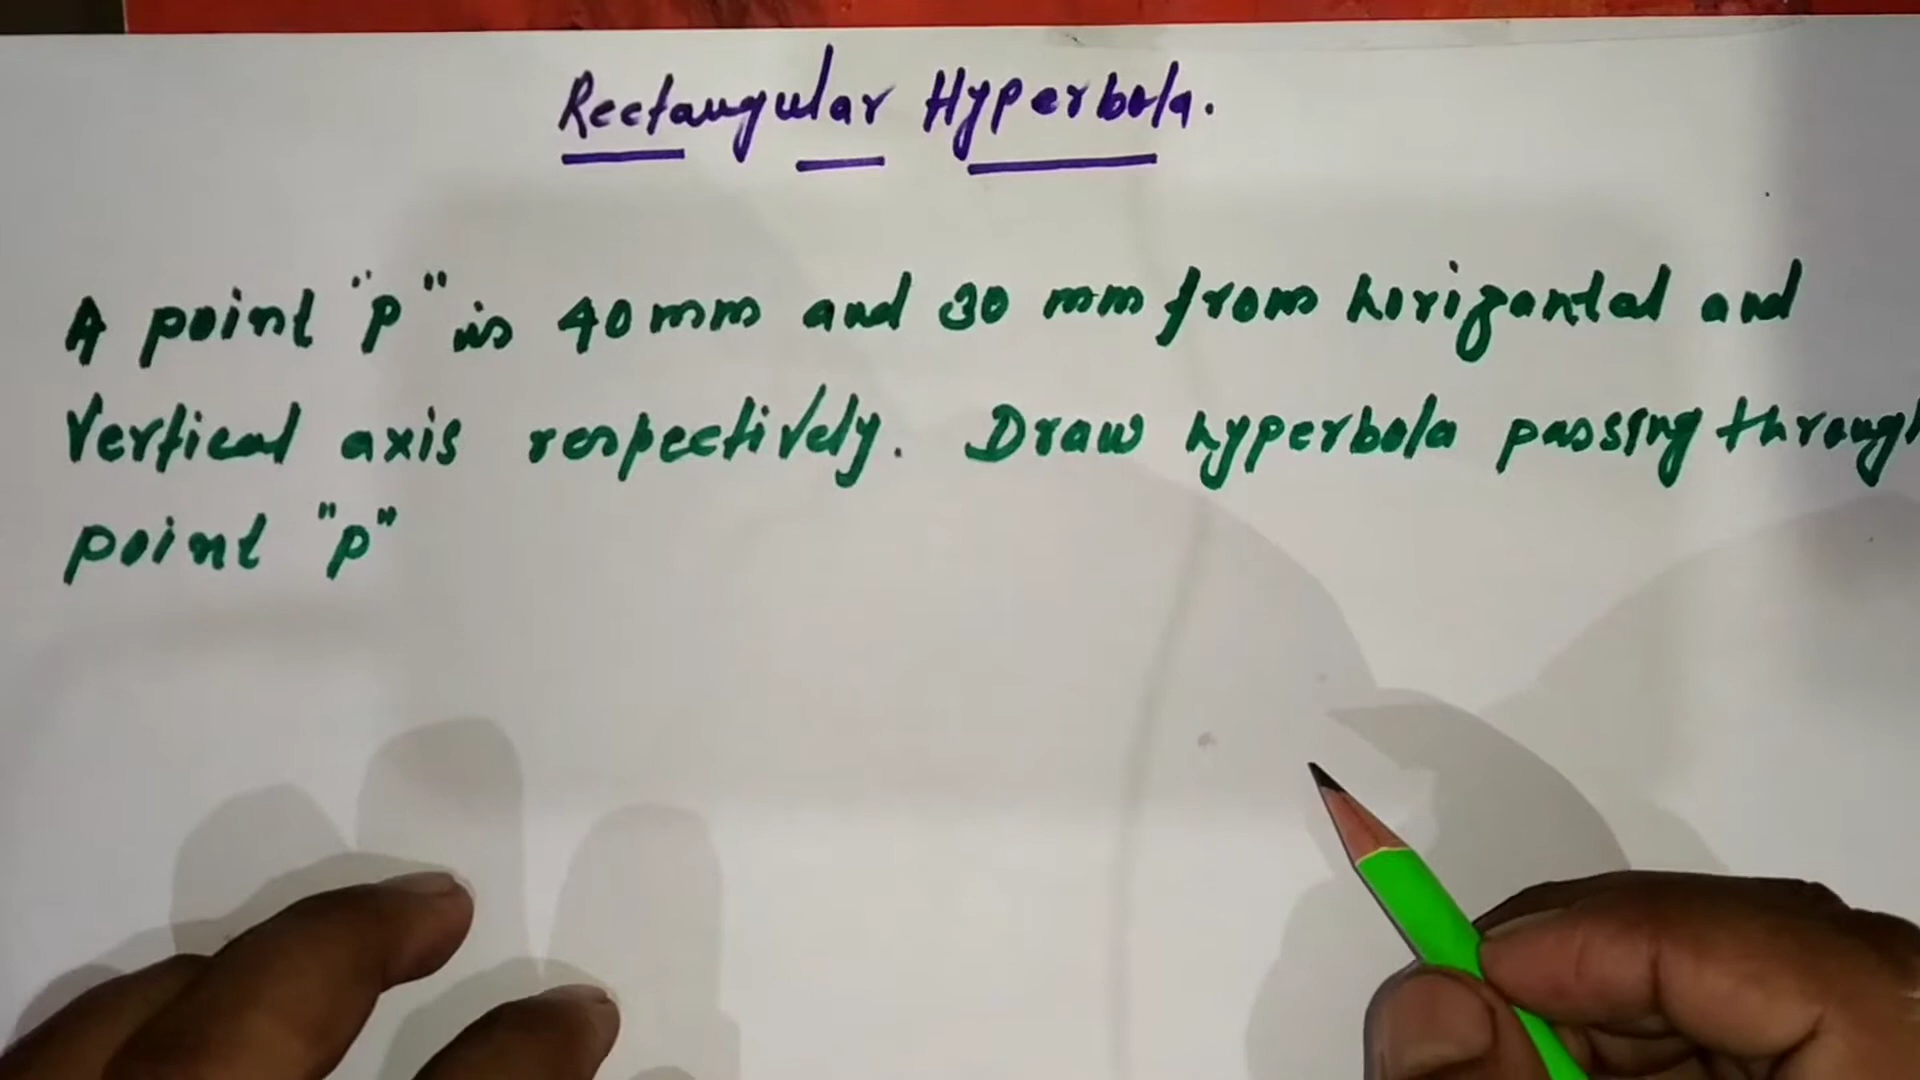 Rectangular Hyperbola.
A point "P" is 40 mm and 30 mm from horizontal and
Vertical axis respectively. Draw hyperbola passing through
point "p"